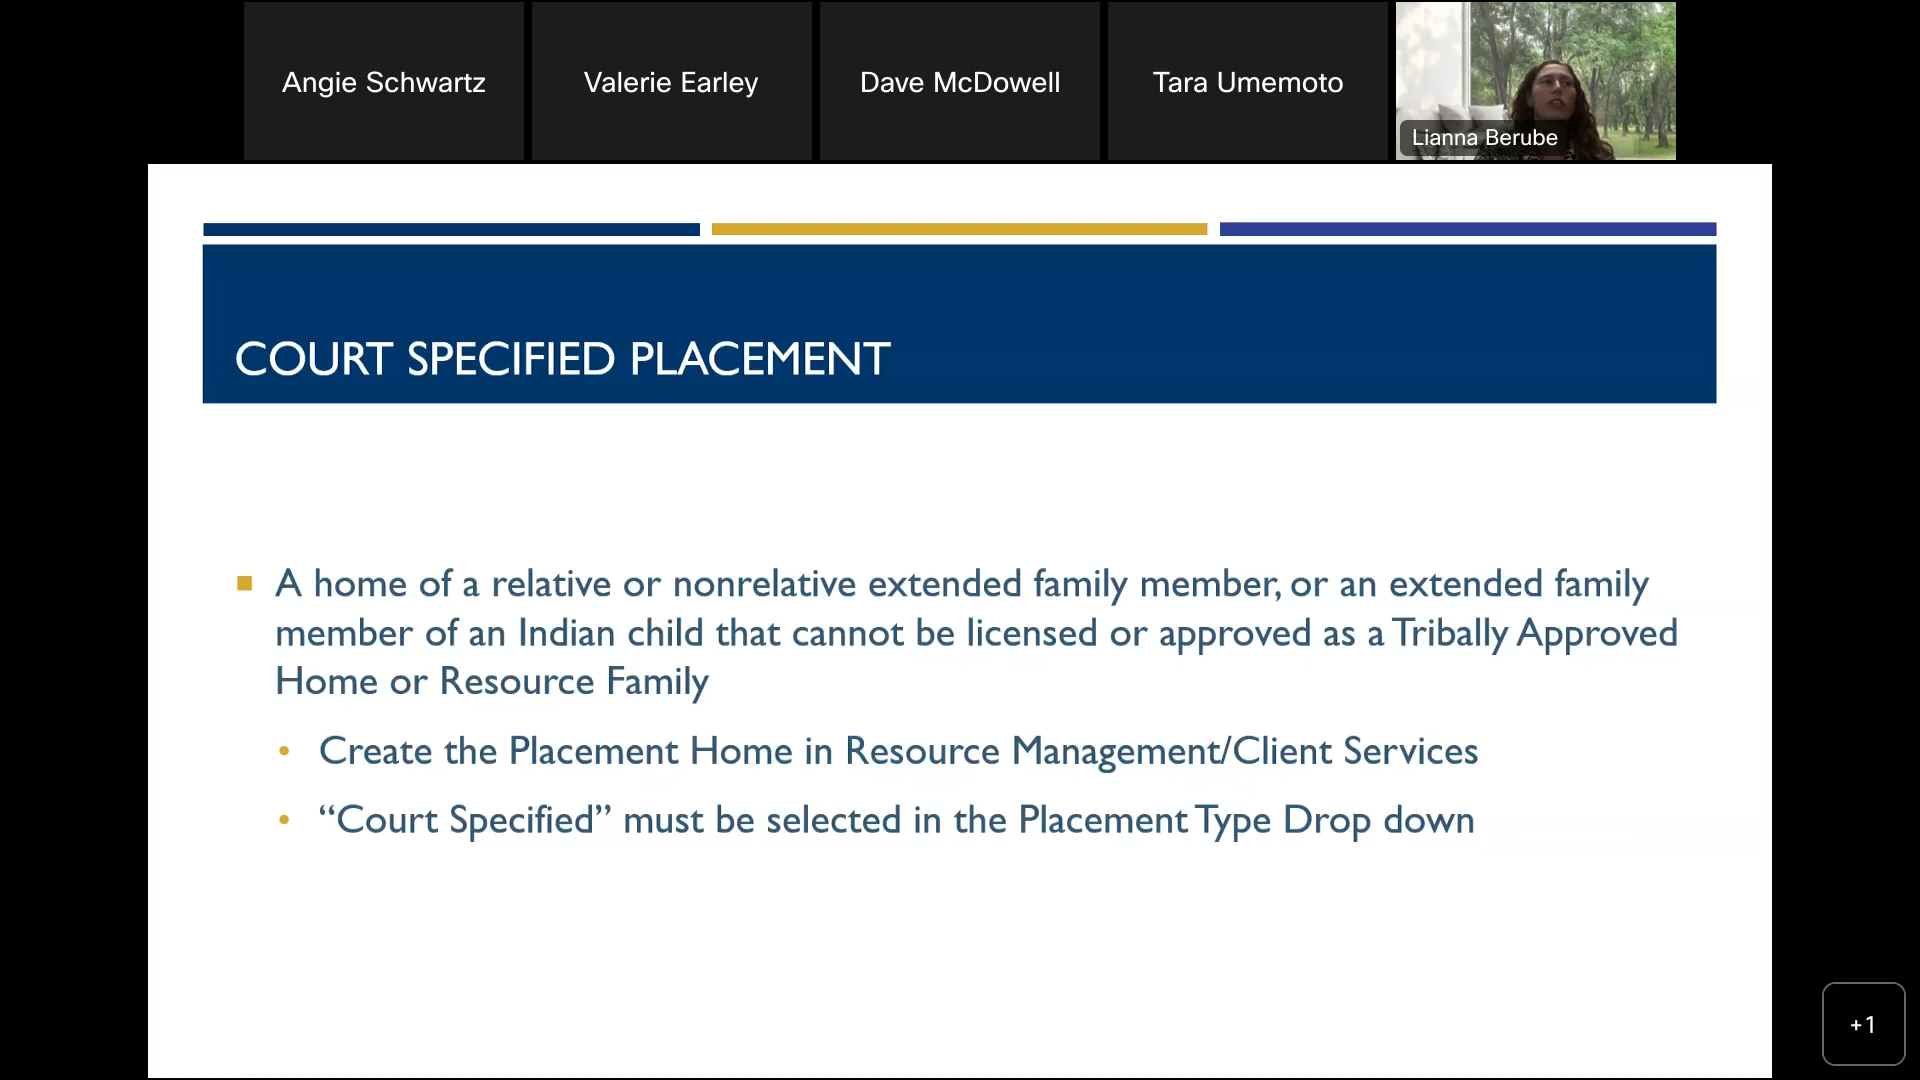 Angie Schwartz
Valerie Earley
Dave McDowell
Tara Umemoto
Lianna Berube
COURT SPECIFIED PLACEMENT
A home of a relative or nonrelative extended family member, or an extended family
member of an Indian child that cannot be licensed or approved as a Tribally Approved
Home or Resource Family
• Create the Placement Home in Resource Management/Client Services
• “Court Specified” must be selected in the Placement Type Drop down
+1